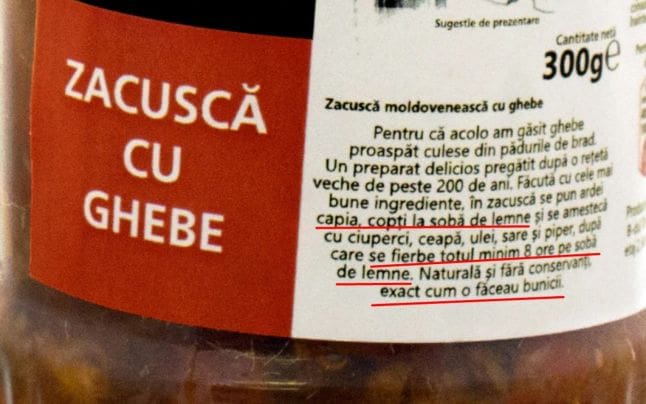 Sugestie de prezentare
Cantitate netă
300g e
ZACUSCĂ
CU
GHEBE
Zacuscă moldovenească cu ghebe
Pentru că acolo am găsit ghebe
proaspăt culese din pădurile de brad.
Un preparat delicios pregătit după o rețetă
veche de peste 200 de ani. Făcută cu cele mai
bune ingrediente, în zacuscă se pun ardei
capia, copți la sobă de lemne și se amestecă
cu ciuperci, ceapă, ulei, sare și piper, după
care se fierbe totul minim 8 ore pe sobă
de lemne. Naturală și fără conservanți,
exact cum o făceau bunicii.